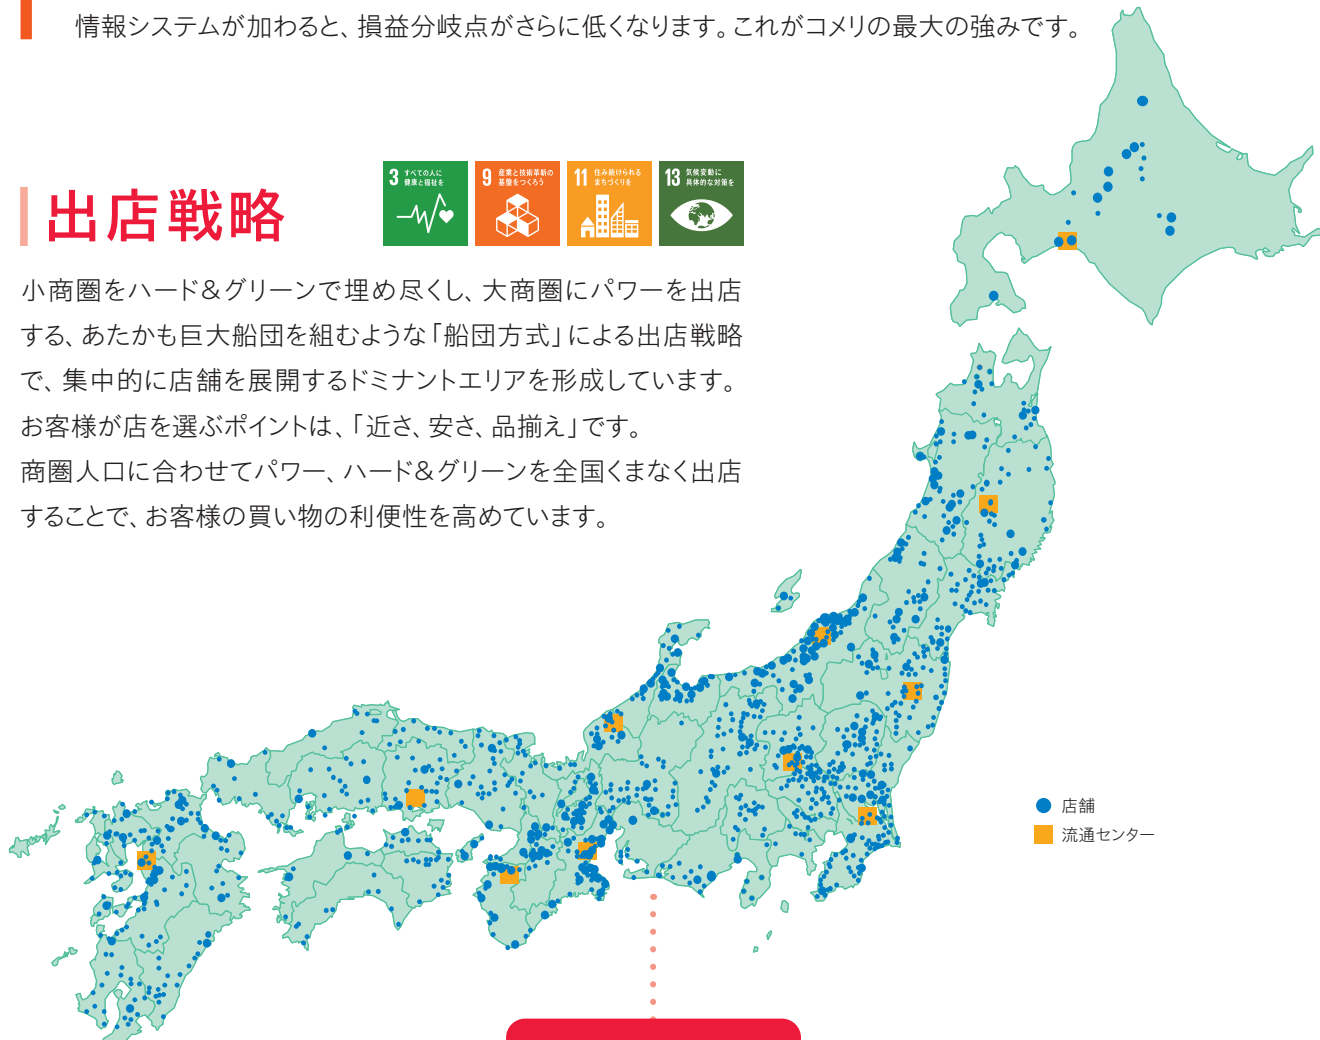 情報システムが加わると、損益分岐点がさらに低くなります。これがコメリの最大の強みです。
出店戦略
3 すべての人に
健康と福祉を
9 産業と技術革新の
基盤をつくろう
11 住み続けられる
まちづくりを
13 気候変動に
具体的な対策を
小商圏をハード&グリーンで埋め尽くし、大商圏にパワーを出店
する、あたかも巨大船団を組むような「船団方式」による出店戦略
で、集中的に店舗を展開するドミナントエリアを形成しています。
お客様が店を選ぶポイントは、「近さ、安さ、品揃え」です。
商圏人口に合わせてパワー、ハード&グリーンを全国くまなく出店
することで、お客様の買い物の利便性を高めています。
店舗
流通センター